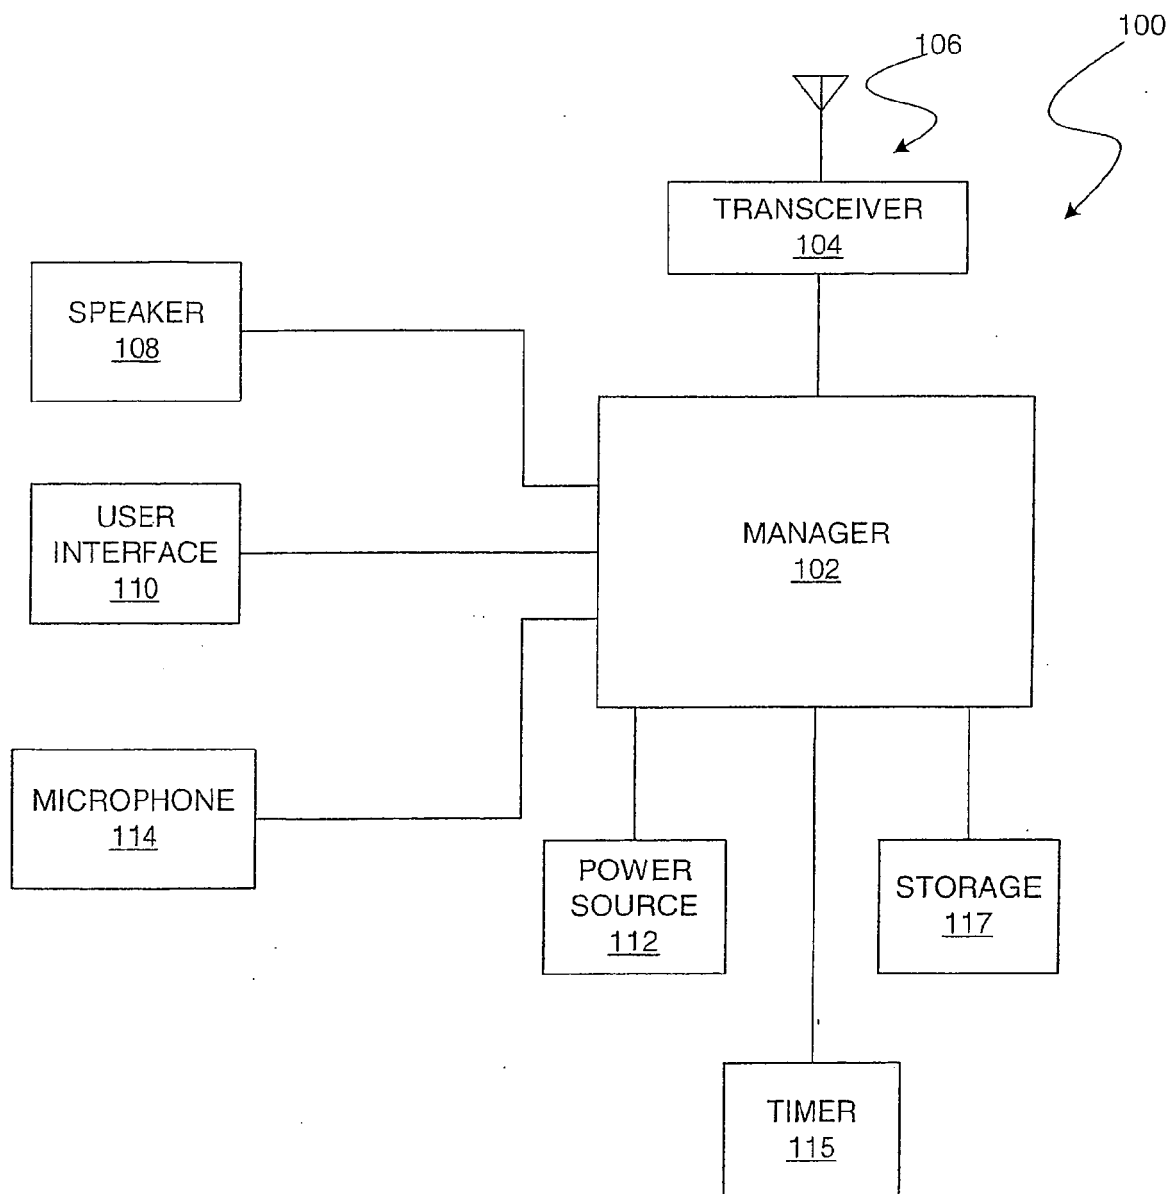 100
106
TRANSCEIVER
104
SPEAKER
108
USER
INTERFACE
110
MANAGER
102
MICROPHONE
114
POWER
SOURCE
112
STORAGE
117
TIMER
115